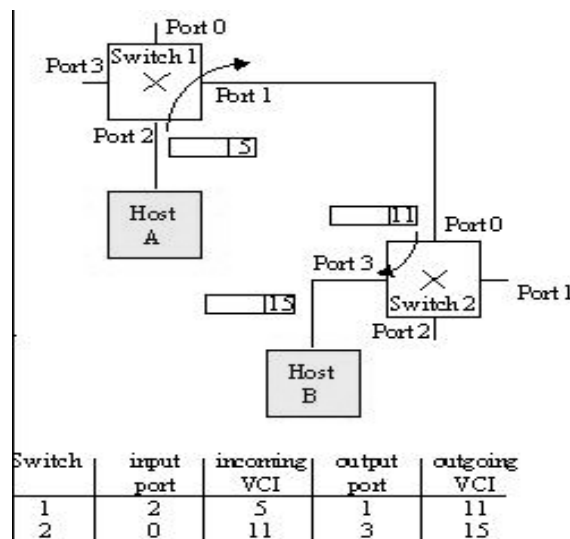 Port 0
Switch 1
Port 3
Port 1
Port 2
5
Host
A
11
Port 0
Port 3
Port 1
15
Switch 2
Port 2
Host
B
Switch input incoming output outgoing
port VCI port VCI
1 2 5 1 11
2 0 11 3 15